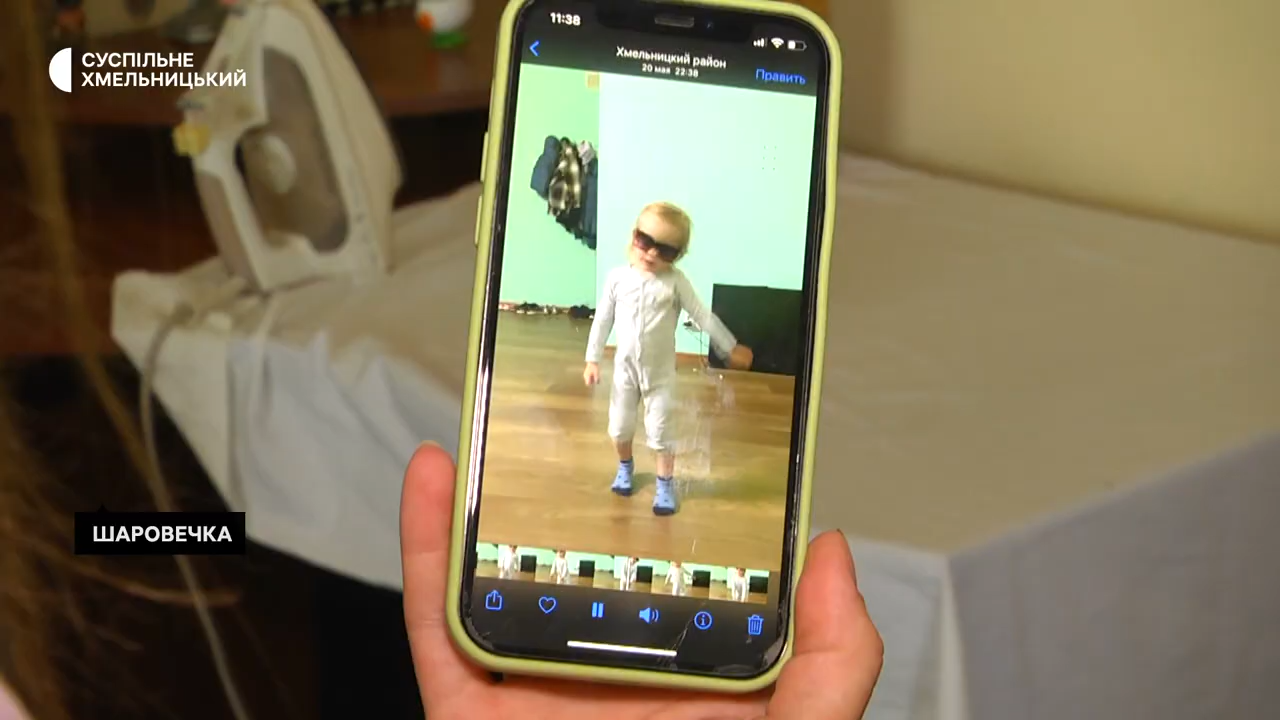 СУСПІЛЬНЕ
ХМЕЛЬНИЦЬКИЙ
11:38
Хмельницкий район
20 мая 22:38
Править
ШАРОВЕЧКА